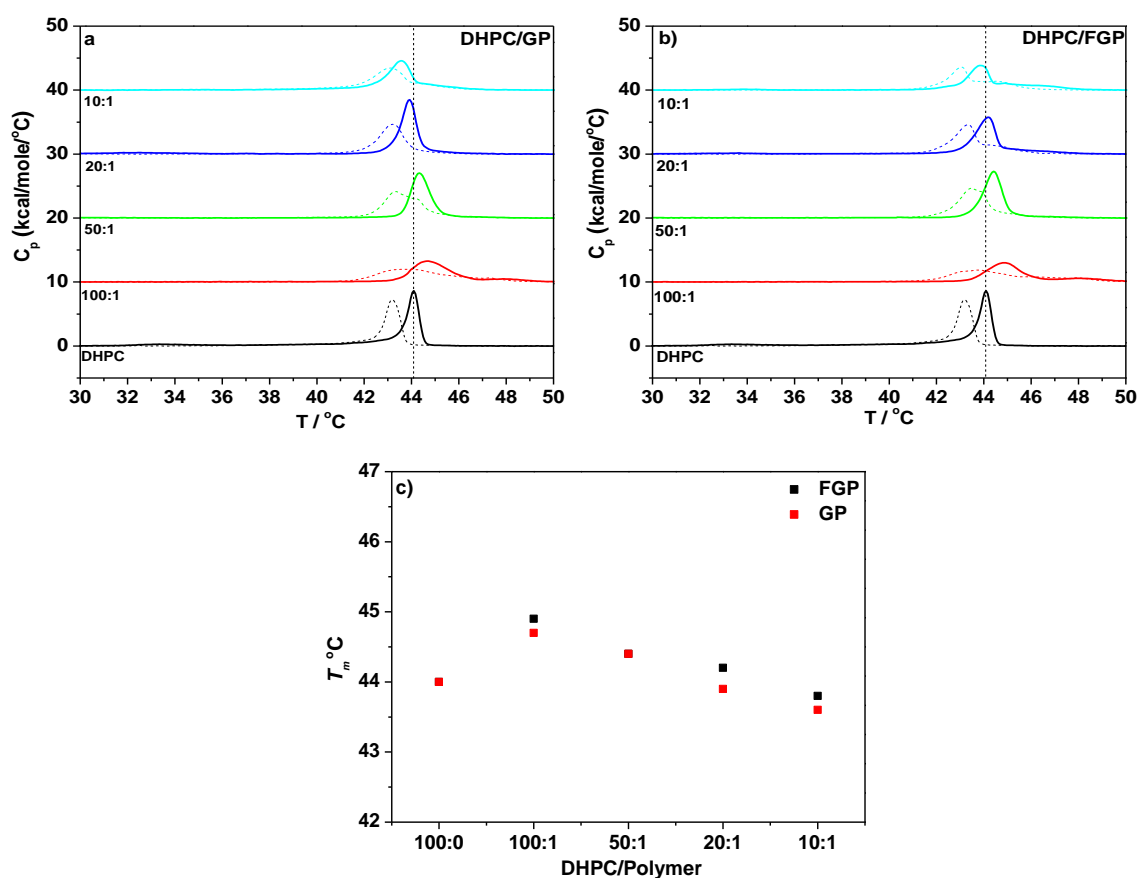 a
DHPC/GP
50
40
30
20
10
0
10:1
20:1
50:1
100:1
DHPC
Cp (kcal/mole/°C)
30 32 34 36 38 40 42 44 46 48 50
T / °C
b)
DHPC/FGP
50
40
30
20
10
0
10:1
20:1
50:1
100:1
DHPC
Cp (kcal/mole/°C)
30 32 34 36 38 40 42 44 46 48 50
T / °C
c)
FGP
GP
47
46
45
44
43
42
Tm °C
100:0 100:1 50:1 20:1 10:1
DHPC/Polymer